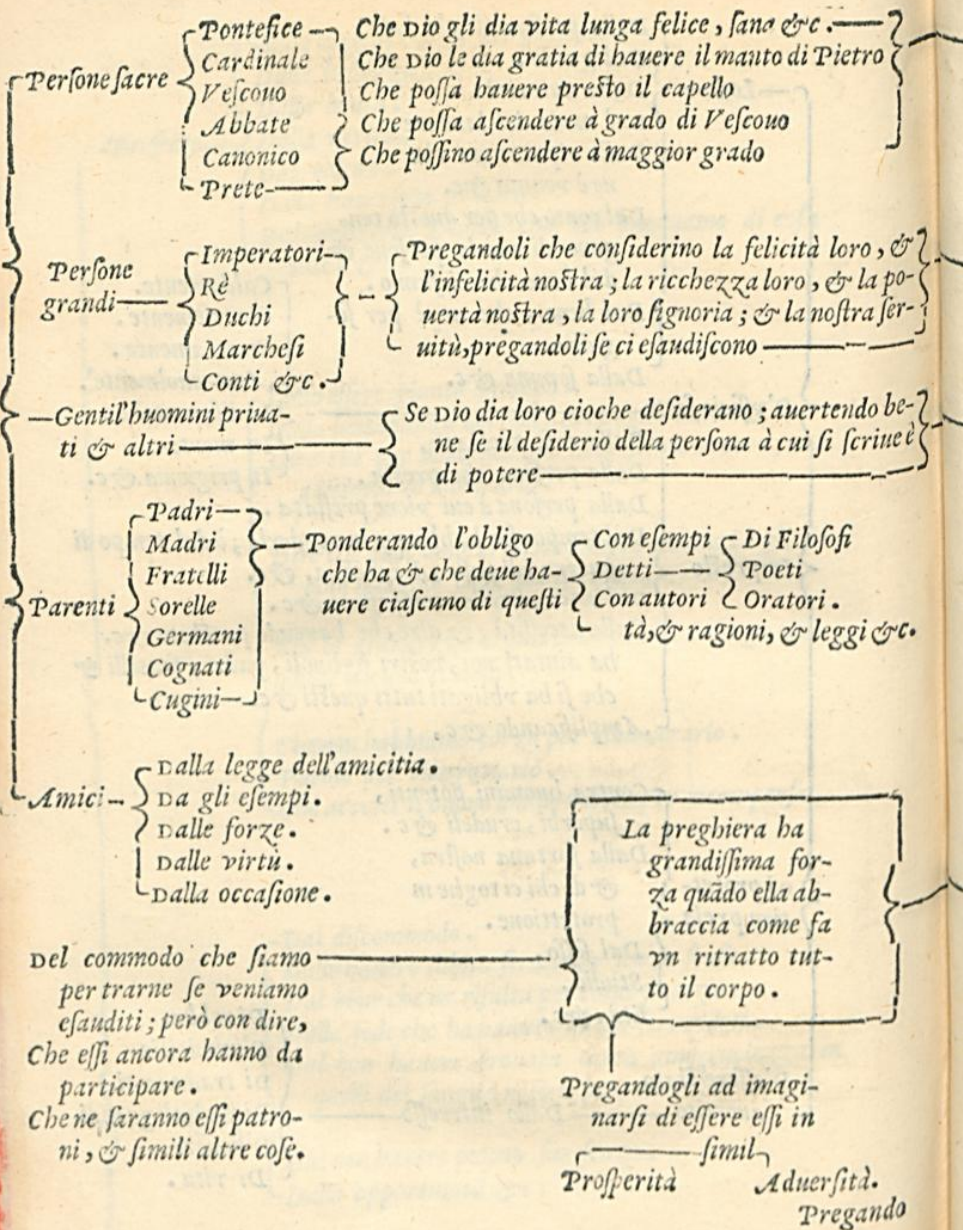 Pontefice
Cardinale
Veſcouo
Abbate
Canonico
Prete
Perſone ſacre
Che Dio gli dia vita lunga felice, ſana &c.
Che Dio le dia gratia di hauere il manto di Pietro
Che poſſa hauere preſto il capello
Che poſſa aſcendere à grado di Veſcouo
Che poſſino aſcendere à maggior grado
Perſone
grandi
Imperatori
Rè
Duchi
Marcheſi
Conti &c.
Pregandoli che conſiderino la felicità loro, &
l'infelicità noſtra; la ricchezza loro, & la po-
uertà noſtra, la loro ſignoria; & la noſtra ſer-
uitù, pregandoli ſe ci eſaudiſcono
Gentil'huomini priua-
ti & altri
Se Dio dia loro cioche deſiderano; auertendo be-
ne ſe il deſiderio della perſona à cui ſi ſcriue è
di potere
Parenti
Padri
Madri
Fratelli
Sorelle
Germani
Cognati
Cugini
Ponderando l'obligo
che ha & che deue ha-
uere ciaſcuno di queſti
Con eſempi
Detti
Con autori
tà, & ragioni, & leggi &c.
Di Filoſofi
Poeti
Oratori.
Amici
Dalla legge dell'amicitia.
Da gli eſempi.
Dalle forze.
Dalle virtù.
Dalla occaſione.
Del commodo che ſiamo
per trarne ſe veniamo
eſauditi; però con dire,
Che eſſi ancora hanno da
participare.
Che ne ſaranno eſſi patro-
ni, & ſimili altre coſe.
La preghiera ha
grandiſſima for-
za quãdo ella ab-
braccia come fa
vn ritratto tut-
to il corpo.
Pregandogli ad imagi-
narſi di eſſere eſſi in
ſimil
Proſperità Aduerſità.
Pregando